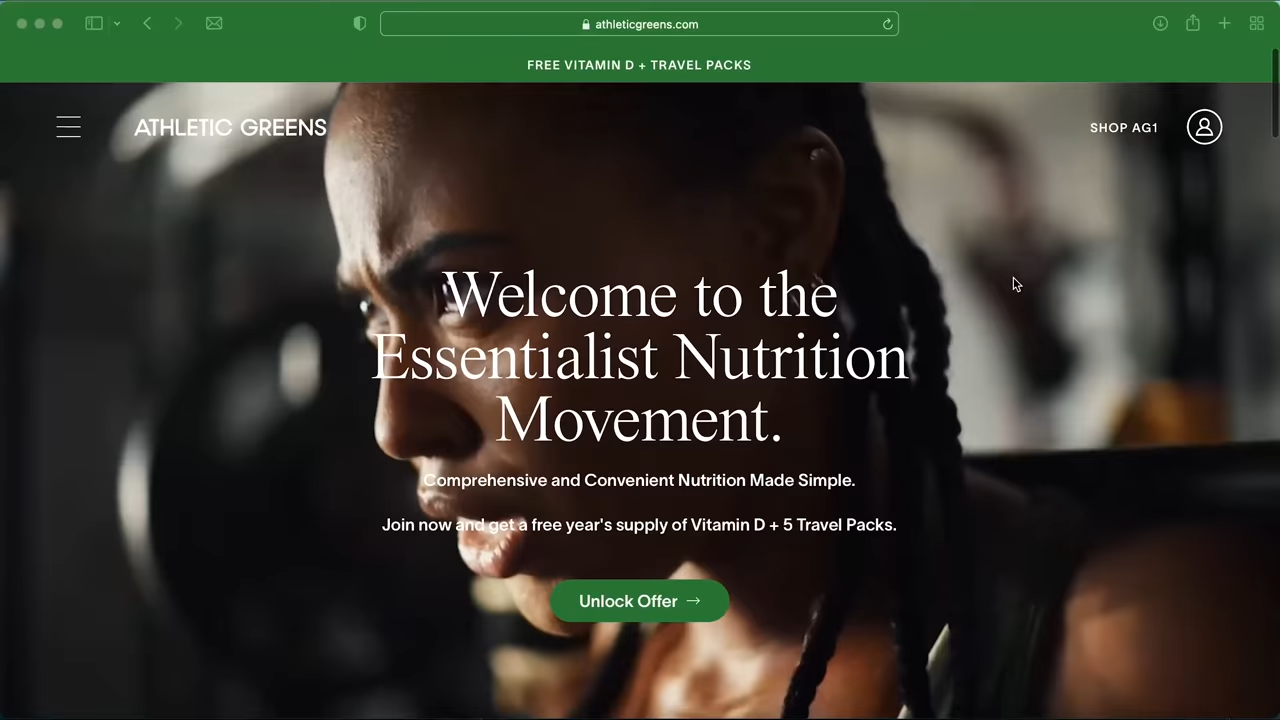 athleticgreens.com
FREE VITAMIN D + TRAVEL PACKS
ATHLETIC GREENS
SHOP AG1
Welcome to the
Essentialist Nutrition
Movement.
Comprehensive and Convenient Nutrition Made Simple.
Join now and get a free year's supply of Vitamin D + 5 Travel Packs.
Unlock Offer →